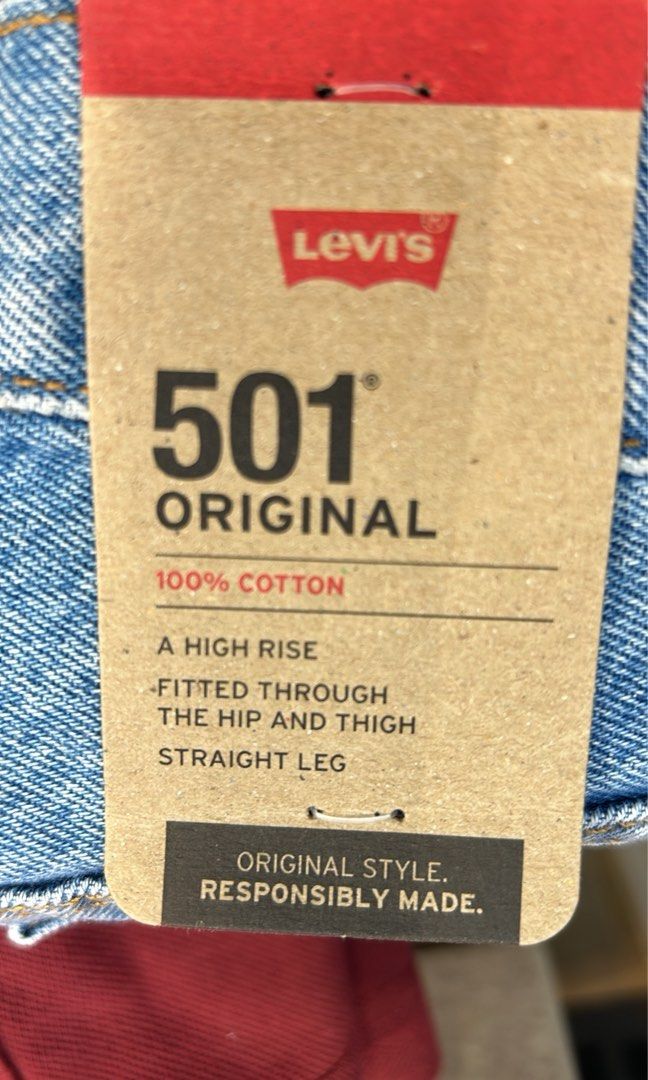 LEVI'S®
501®
ORIGINAL
100% COTTON
A HIGH RISE
FITTED THROUGH
THE HIP AND THIGH
STRAIGHT LEG
ORIGINAL STYLE.
RESPONSIBLY MADE.